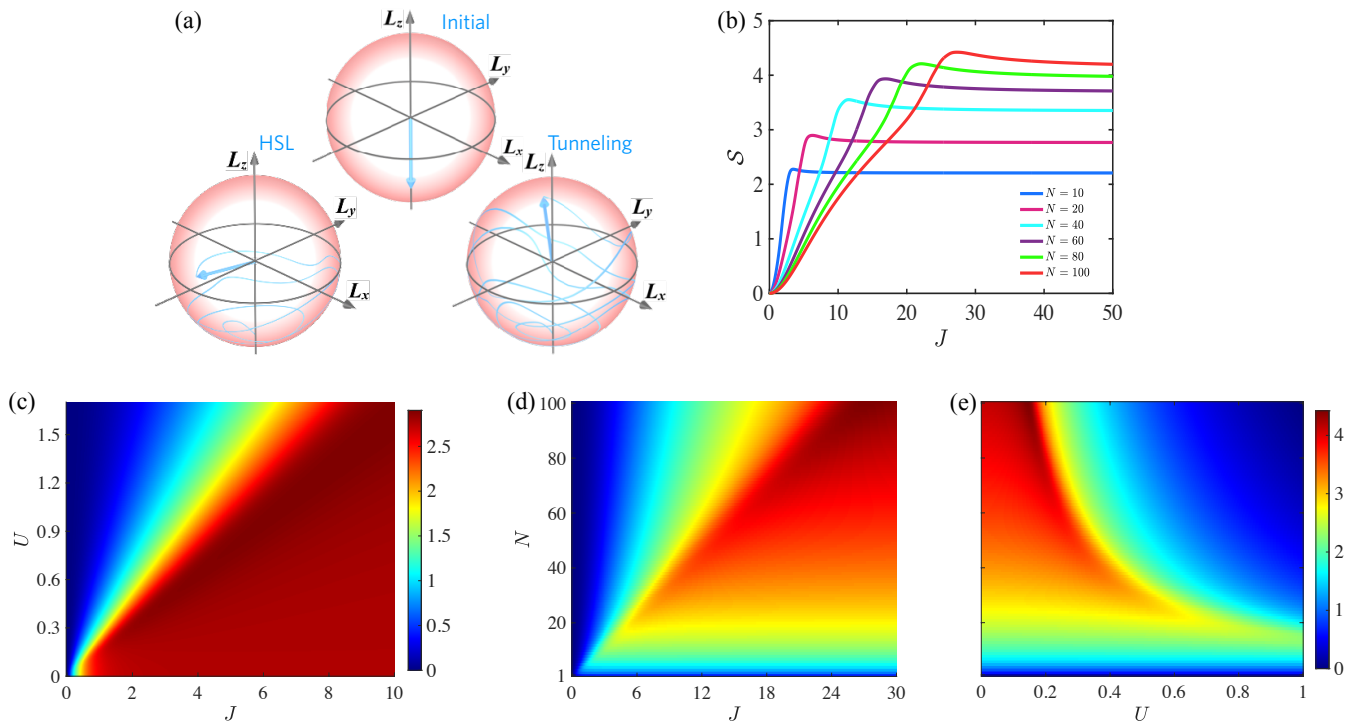 (a)
L_z Initial
L_y
L_x
HSL
L_z
L_y
L_x
Tunneling
L_z
L_y
L_x
(b)
5
4
3
2
1
0
S
0 10 20 30 40 50
J
N = 10
N = 20
N = 40
N = 60
N = 80
N = 100
(c)
1.5
1.2
0.9
0.6
0.3
0
U
0 2 4 6 8 10
J
2.5
2
1.5
1
0.5
0
(d)
100
80
60
40
20
1
N
0 6 12 18 24 30
J
(e)
0 0.2 0.4 0.6 0.8 1
U
4
3
2
1
0